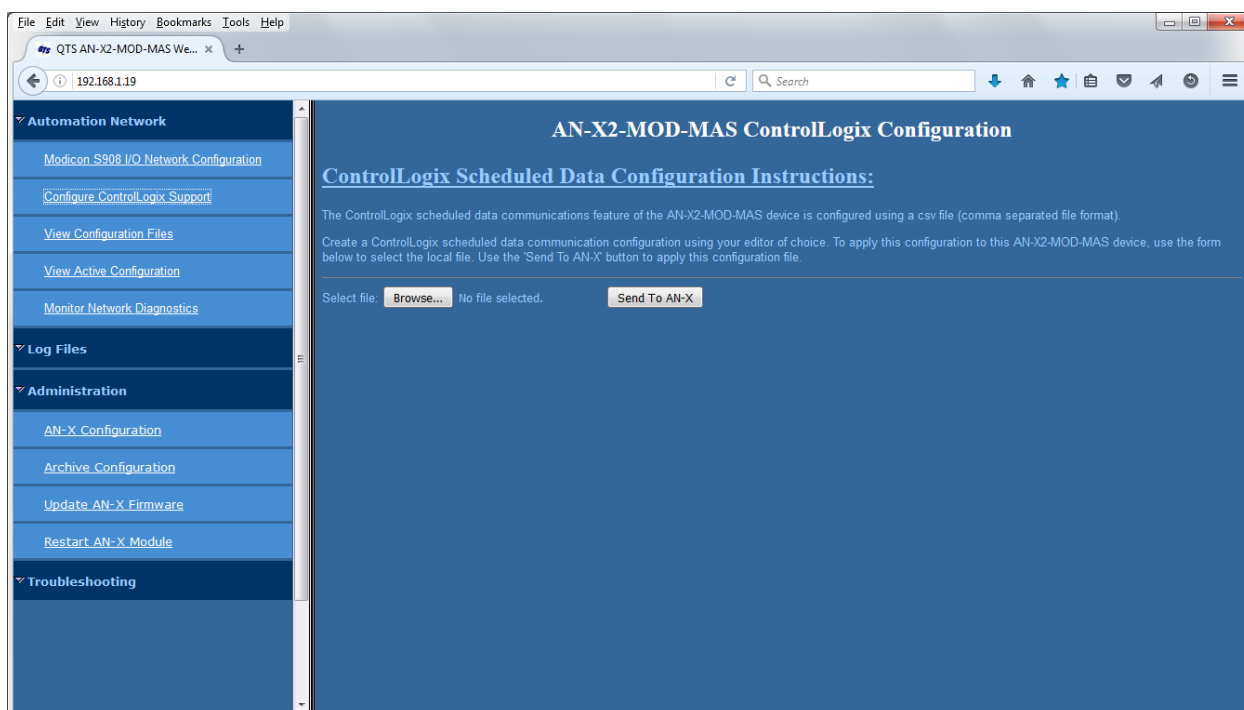 File Edit View History Bookmarks Tools Help
QTS AN-X2-MOD-MAS We...
192.168.1.19
Search
Automation Network
Modicon S908 I/O Network Configuration
Configure ControlLogix Support
View Configuration Files
View Active Configuration
Monitor Network Diagnostics
Log Files
Administration
AN-X Configuration
Archive Configuration
Update AN-X Firmware
Restart AN-X Module
Troubleshooting
AN-X2-MOD-MAS ControlLogix Configuration
ControlLogix Scheduled Data Configuration Instructions:
The ControlLogix scheduled data communications feature of the AN-X2-MOD-MAS device is configured using a csv file (comma separated file format).
Create a ControlLogix scheduled data communication configuration using your editor of choice. To apply this configuration to this AN-X2-MOD-MAS device, use the form
below to select the local file. Use the 'Send To AN-X' button to apply this configuration file.
Select file: Browse... No file selected. Send To AN-X